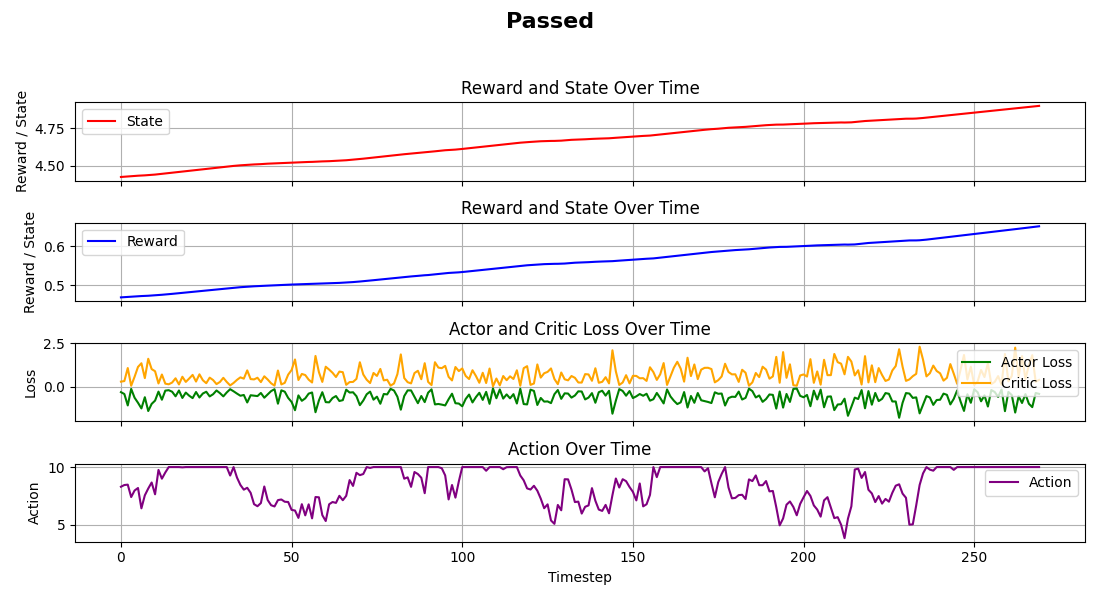 Passed
Reward and State Over Time
Reward / State
4.75
4.50
State
Reward and State Over Time
Reward / State
0.6
0.5
Reward
Actor and Critic Loss Over Time
Loss
2.5
0.0
Actor Loss
Critic Loss
Action Over Time
Action
10
5
Action
0 50 100 150 200 250
Timestep